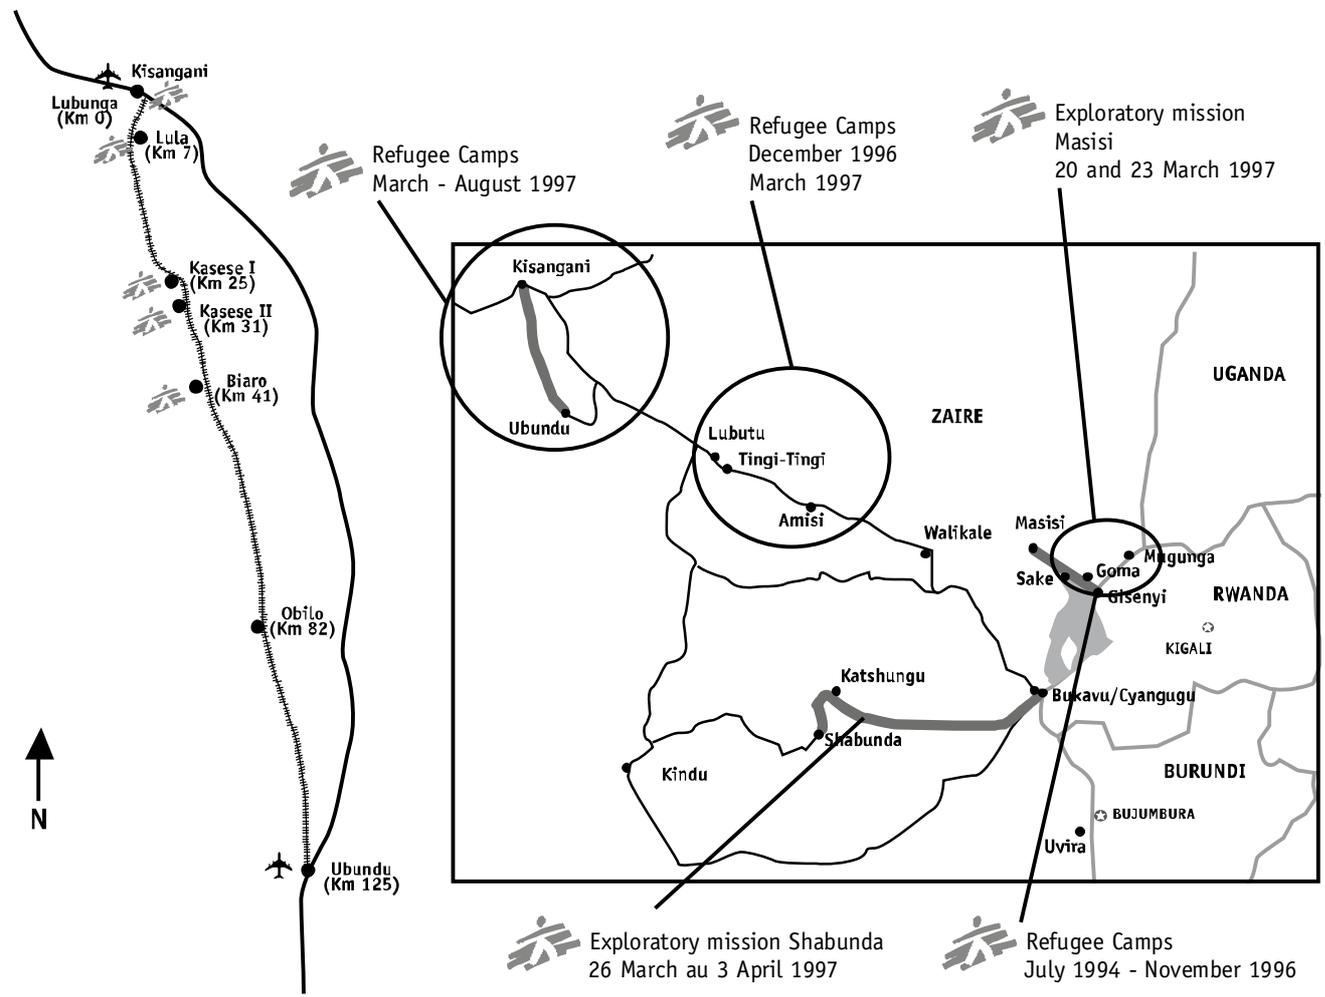 Kisangani
Lubunga
(Km 0)
Lula
(Km 7)
Kasese I
(Km 25)
Kasese II
(Km 31)
Biaro
(Km 41)
Obilo
(Km 82)
Ubundu
(Km 125)
N
Refugee Camps
March - August 1997
Refugee Camps
December 1996
March 1997
Exploratory mission
Masisi
20 and 23 March 1997
Kisangani
Ubundu
Lubutu
Tingi-Tingi
Amisi
ZAIRE
UGANDA
Walikale
Masisi
Mugunga
Sake
Goma
Gisenyi
RWANDA
KIGALI
Katshungu
Bukavu/Cyangugu
Shabunda
Kindu
BURUNDI
BUJUMBURA
Uvira
Exploratory mission Shabunda
26 March au 3 April 1997
Refugee Camps
July 1994 - November 1996